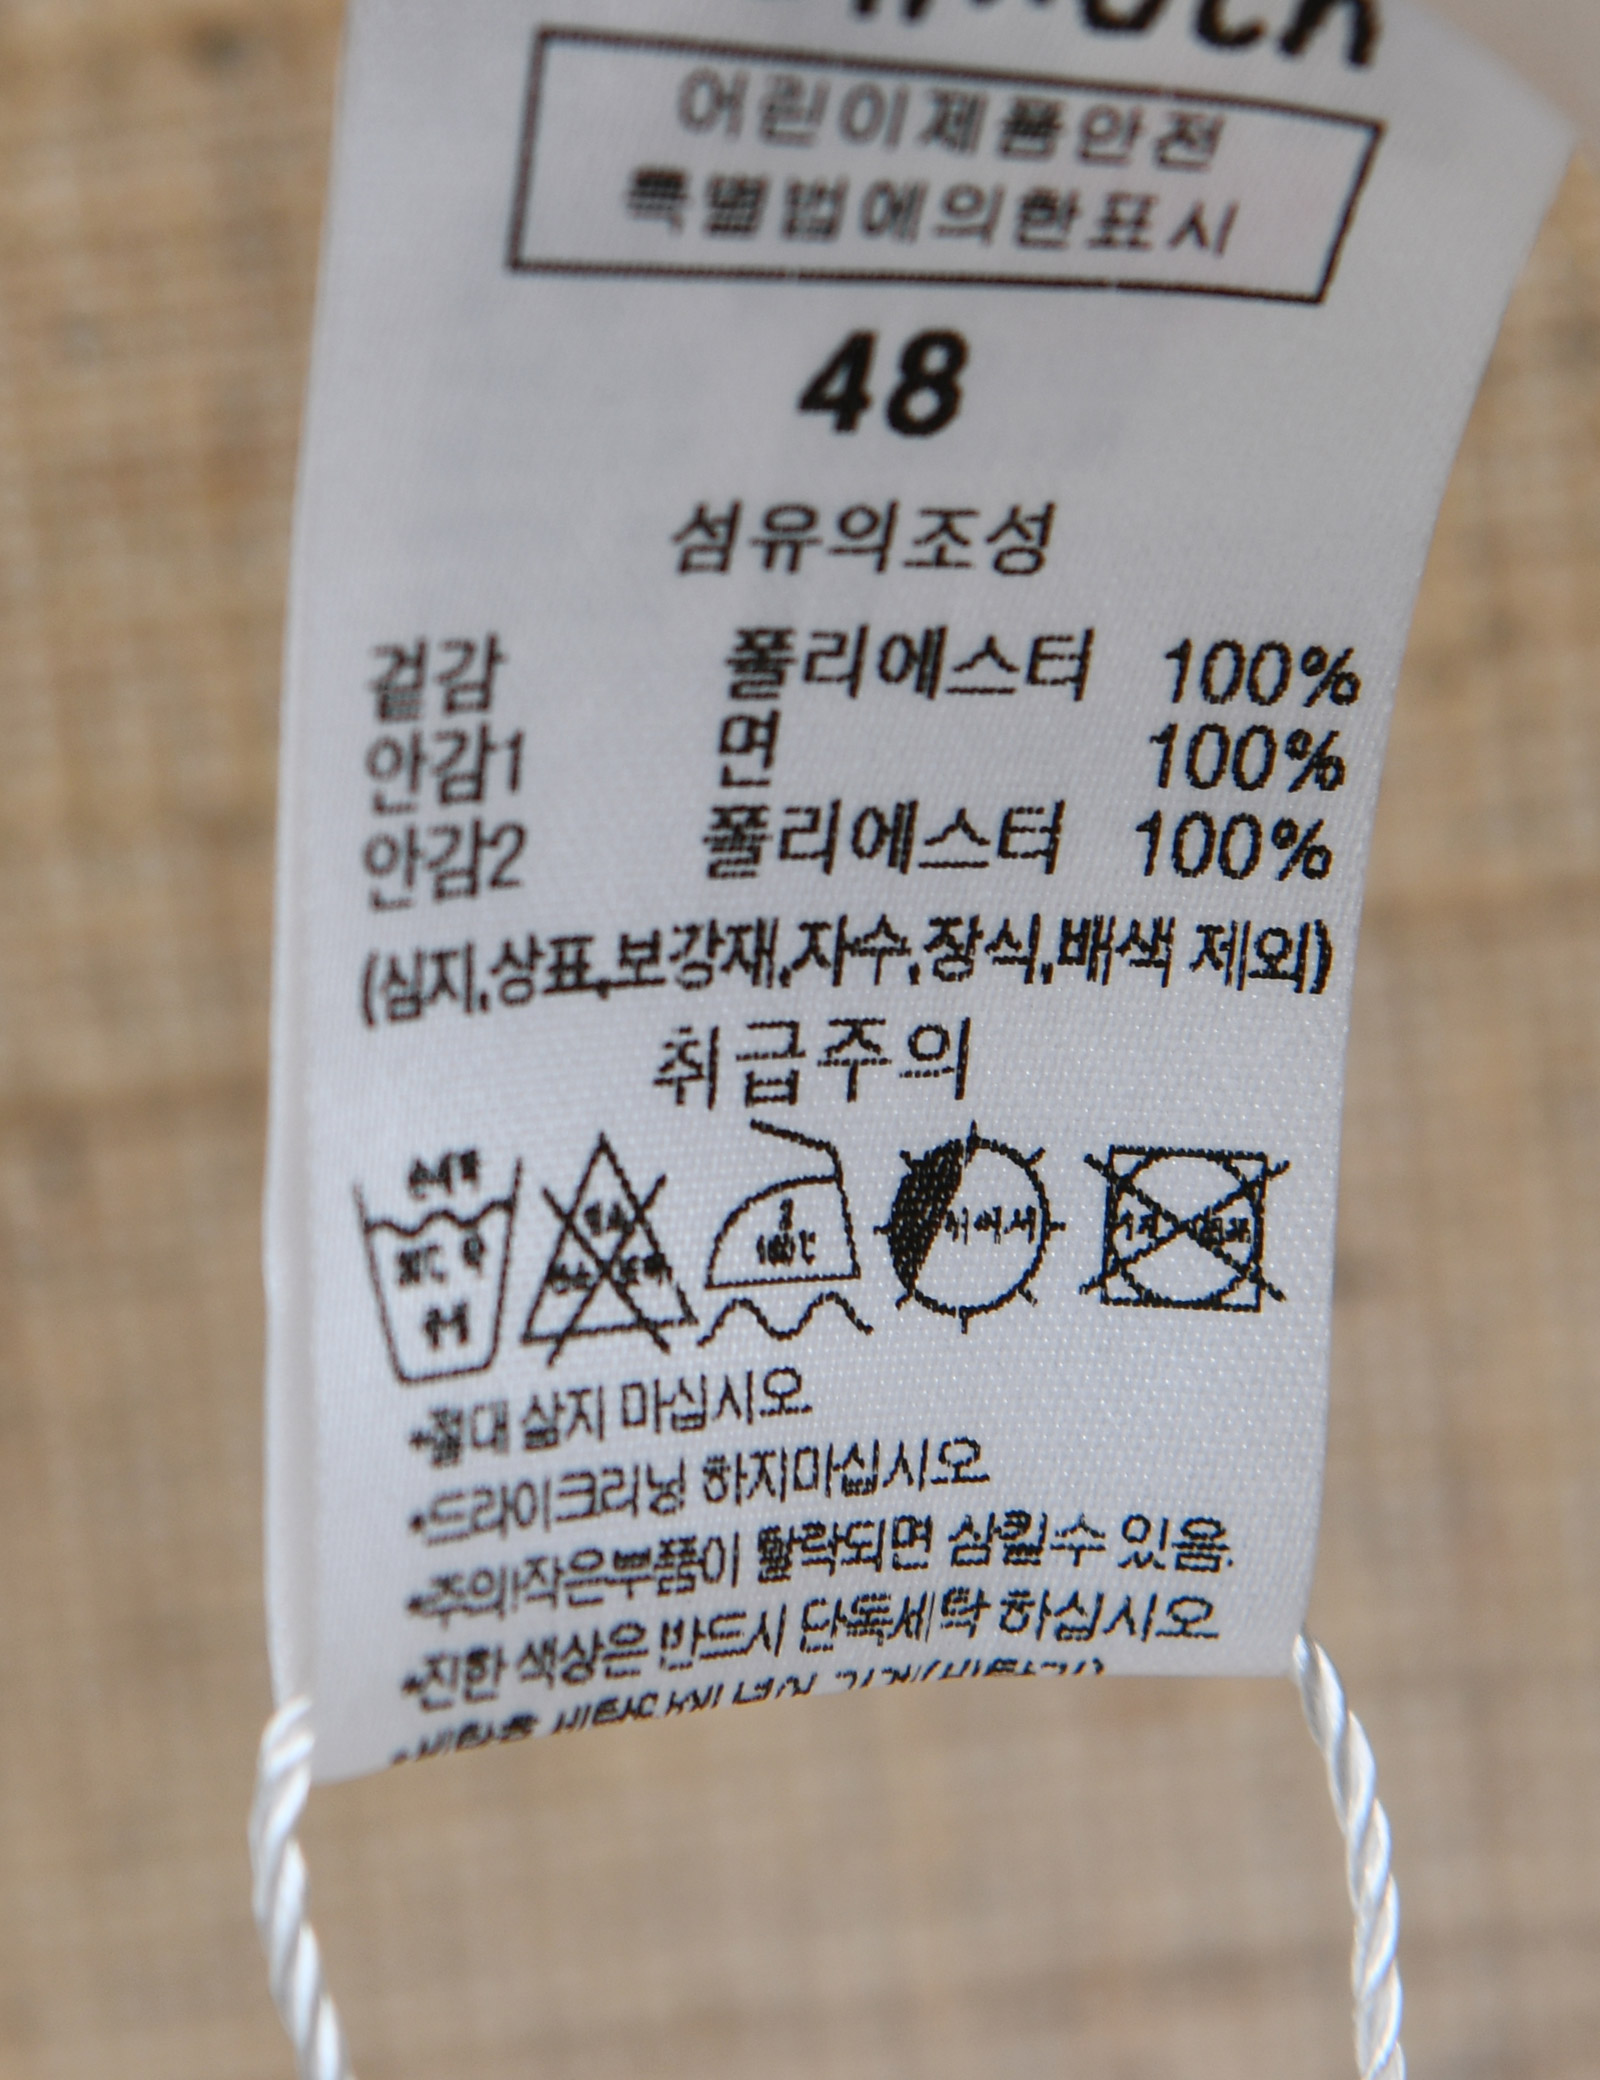 어린이제품안전
특별법에의한표시
48
섬유의조성
겉감 폴리에스터 100%
안감1 면 100%
안감2 폴리에스터 100%
(심지,상표,보강재,자수,장식,배색 제외)
취급주의
손세탁
*절대 삶지 마십시오
*드라이크리닝 하지마십시오
*주의!작은부품이 탈락되면 삼킬수 있음.
*진한 색상은 반드시 단독세탁 하십시오